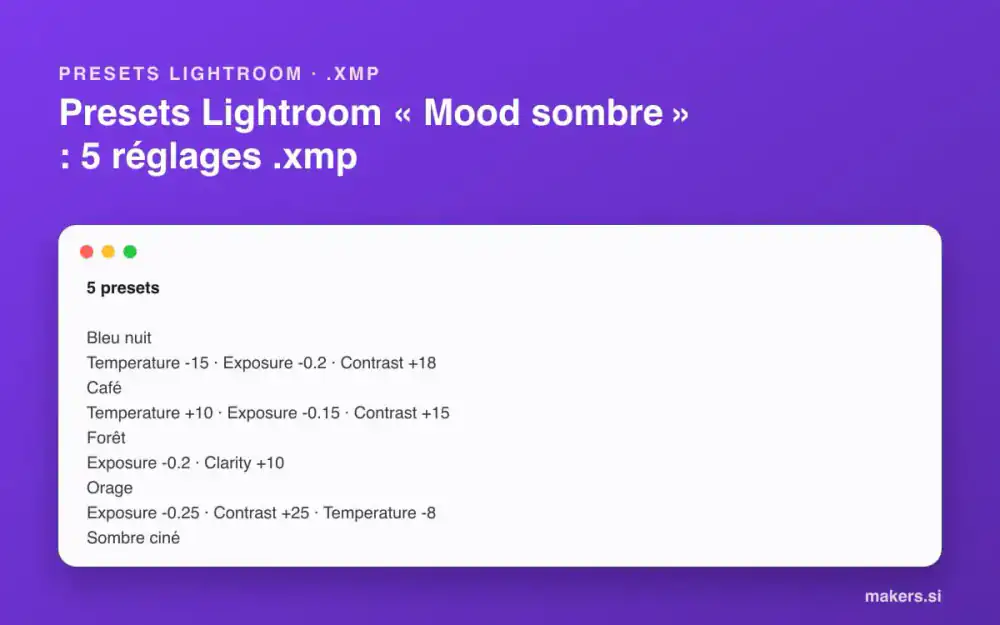 PRESETS LIGHTROOM · .XMP
Presets Lightroom « Mood sombre »
: 5 réglages .xmp
5 presets
Bleu nuit
Temperature -15 · Exposure -0.2 · Contrast +18
Café
Temperature +10 · Exposure -0.15 · Contrast +15
Forêt
Exposure -0.2 · Clarity +10
Orage
Exposure -0.25 · Contrast +25 · Temperature -8
Sombre ciné
makers.si